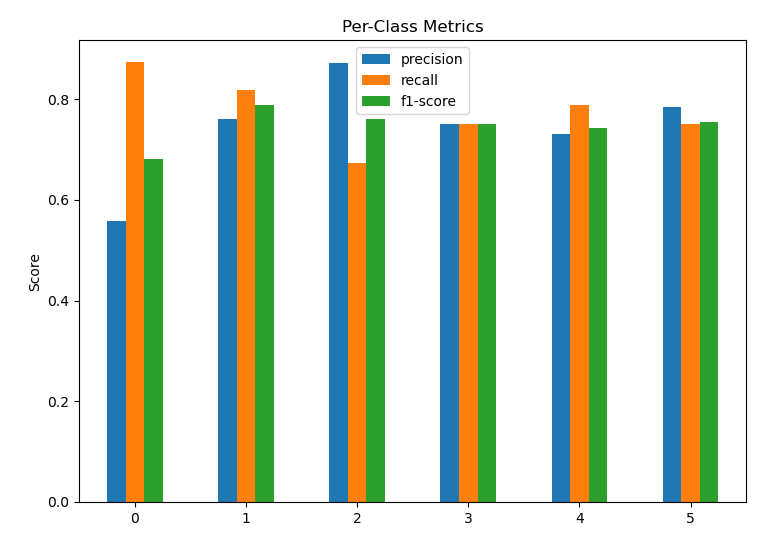 Per-Class Metrics
precision
recall
f1-score
Score
0.8
0.6
0.4
0.2
0.0
0 1 2 3 4 5